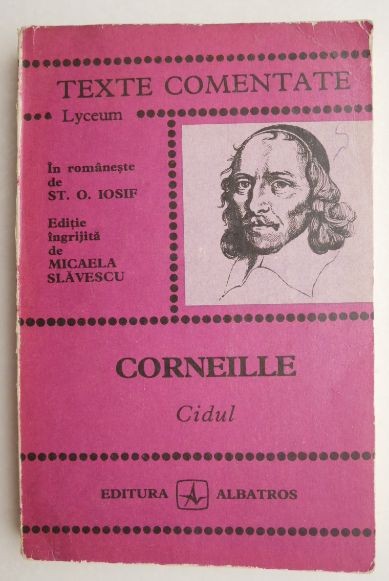 TEXTE COMENTATE
Lyceum
În românește
de
ST. O. IOSIF
Ediție
îngrijită
de
MICAELA
SLĂVESCU
CORNEILLE
Cidul
EDITURA ALBATROS